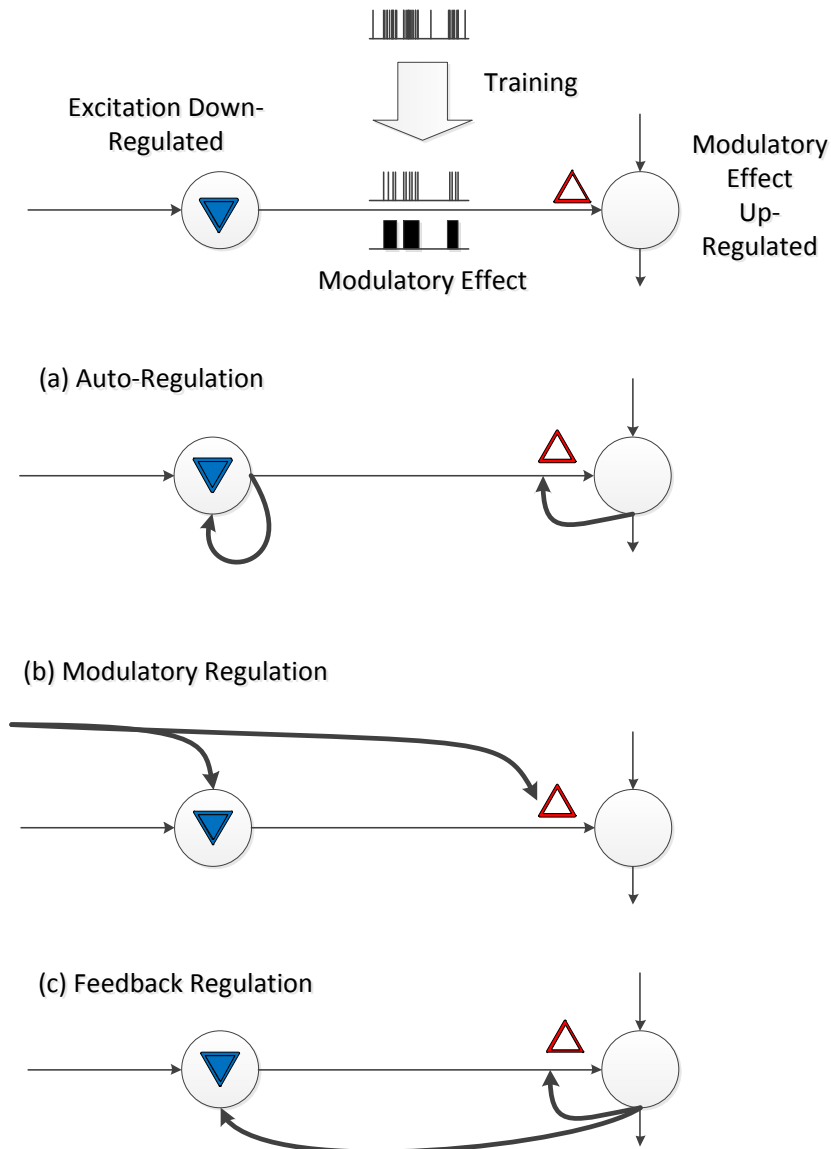 Training
Excitation Down-
Regulated
Modulatory
Effect
Up-
Regulated
Modulatory Effect
(a) Auto-Regulation
(b) Modulatory Regulation
(c) Feedback Regulation